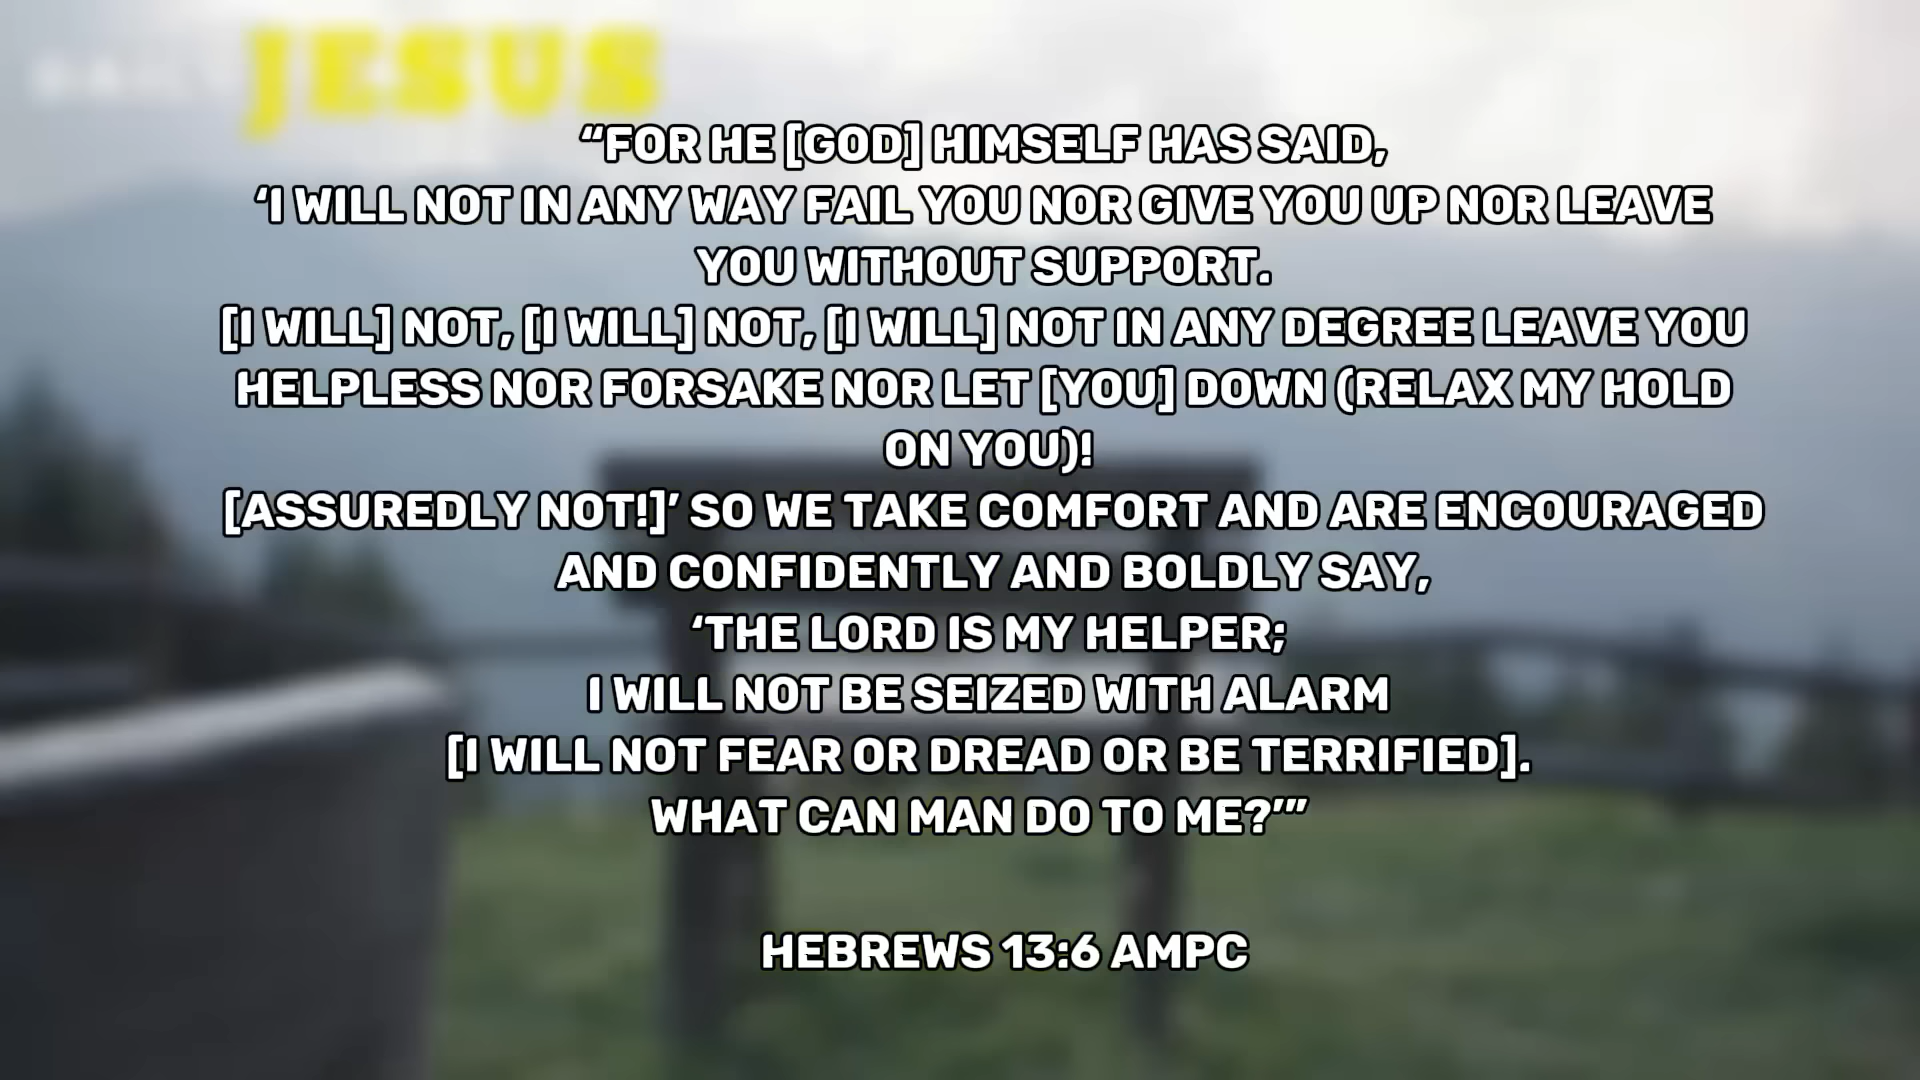 DAILY JESUS
“FOR HE [GOD] HIMSELF HAS SAID,
‘I WILL NOT IN ANY WAY FAIL YOU NOR GIVE YOU UP NOR LEAVE
YOU WITHOUT SUPPORT.
[I WILL] NOT, [I WILL] NOT, [I WILL] NOT IN ANY DEGREE LEAVE YOU
HELPLESS NOR FORSAKE NOR LET [YOU] DOWN (RELAX MY HOLD
ON YOU)!
[ASSUREDLY NOT!]’ SO WE TAKE COMFORT AND ARE ENCOURAGED
AND CONFIDENTLY AND BOLDLY SAY,
‘THE LORD IS MY HELPER;
I WILL NOT BE SEIZED WITH ALARM
[I WILL NOT FEAR OR DREAD OR BE TERRIFIED].
WHAT CAN MAN DO TO ME?’”
HEBREWS 13:6 AMPC